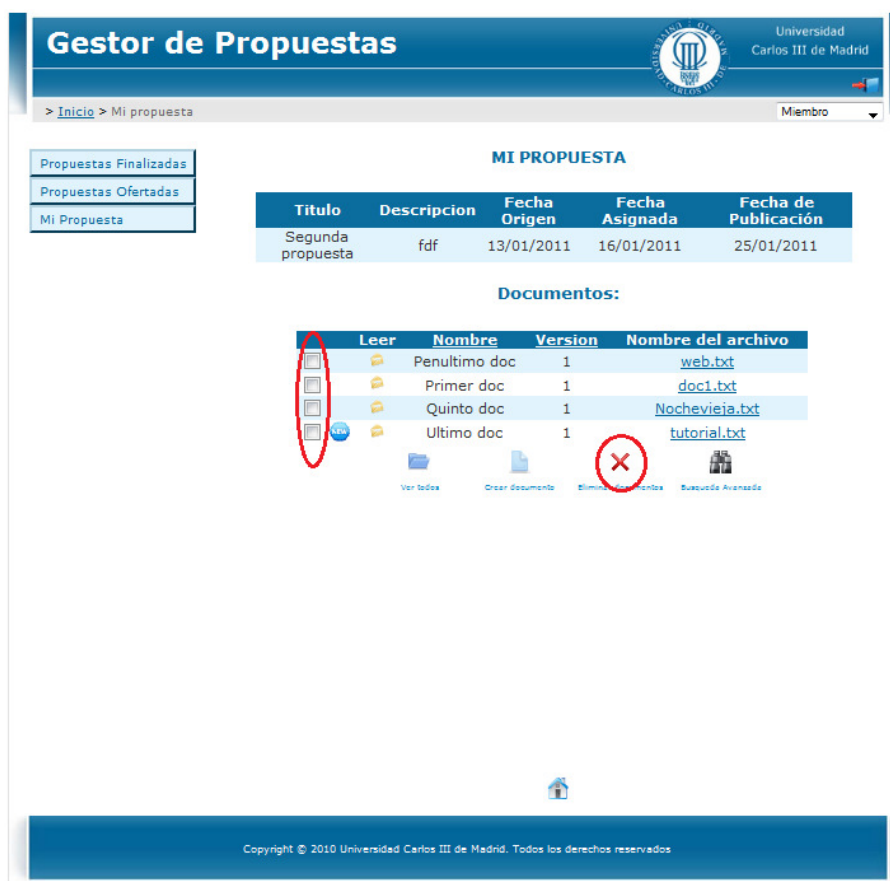 Gestor de Propuestas
Universidad
Carlos III de Madrid
> Inicio > Mi propuesta
Miembro
Propuestas Finalizadas
Propuestas Ofertadas
Mi Propuesta
MI PROPUESTA
Titulo Descripcion Fecha Origen Fecha Asignada Fecha de Publicación
Segunda propuesta fdf 13/01/2011 16/01/2011 25/01/2011
Documentos:
Leer Nombre Version Nombre del archivo
Penultimo doc 1 web.txt
Primer doc 1 doc1.txt
Quinto doc 1 Nochevieja.txt
NEW Ultimo doc 1 tutorial.txt
Ver todos Crear documento Eliminar documentos Busqueda Avanzada
Copyright © 2010 Universidad Carlos III de Madrid. Todos los derechos reservados